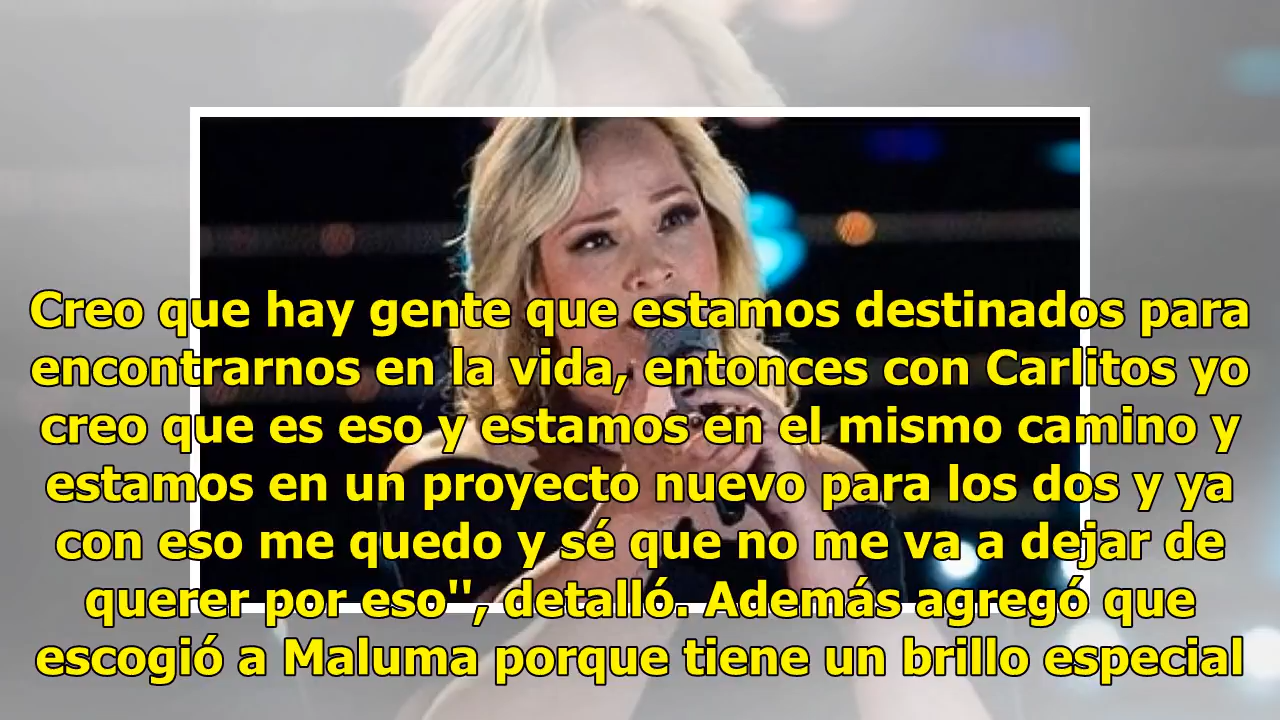 Creo que hay gente que estamos destinados para
encontrarnos en la vida, entonces con Carlitos yo
creo que es eso y estamos en el mismo camino y
estamos en un proyecto nuevo para los dos y ya
con eso me quedo y sé que no me va a dejar de
querer por eso'', detalló. Además agregó que
escogió a Maluma porque tiene un brillo especial